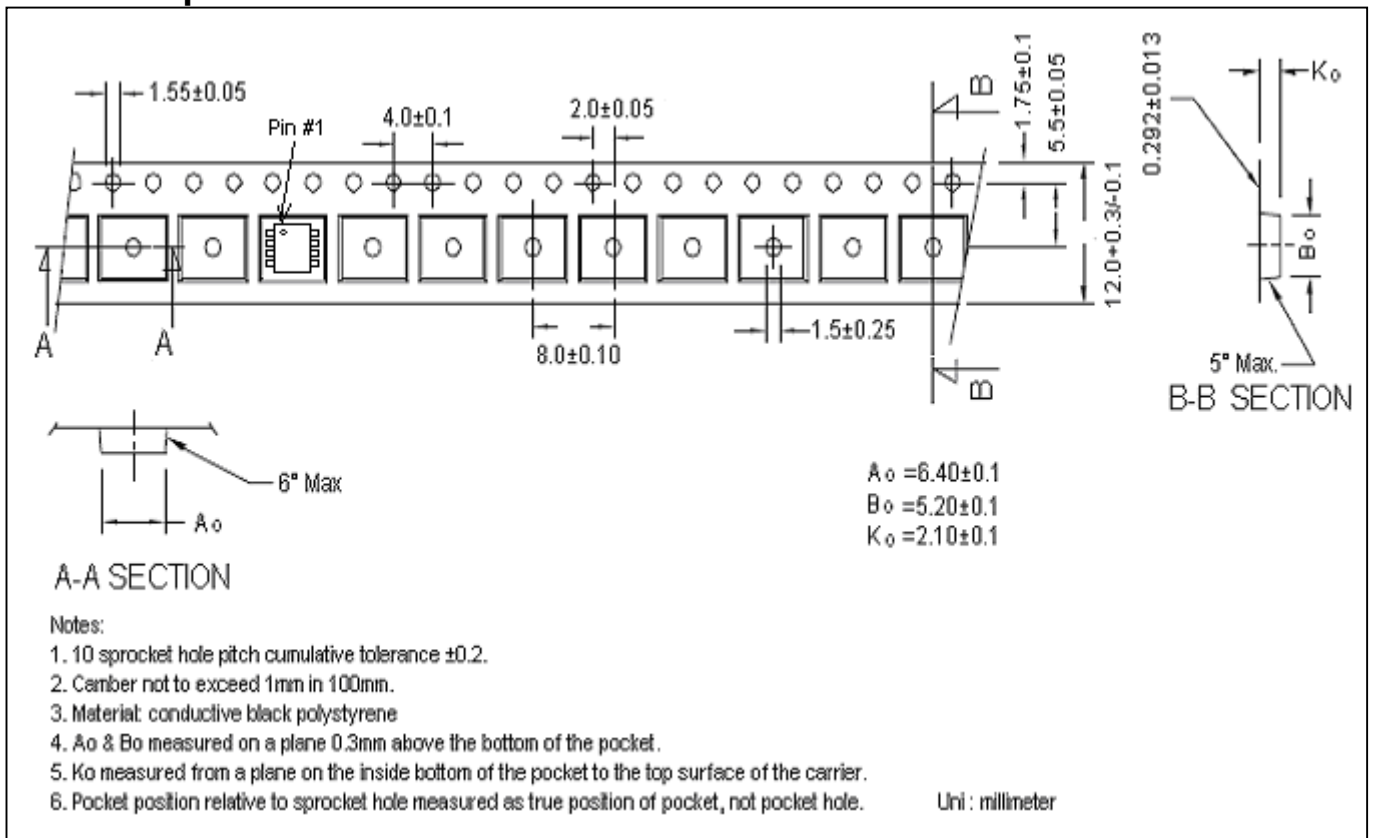 1.55±0.05
Pin #1
4.0±0.1
2.0±0.05
B
1.75±0.1
5.5±0.05
0.292±0.013
Ko
12.0+0.3/-0.1
Bo
A
A
8.0±0.10
1.5±0.25
B
5° Max.
B-B SECTION
6° Max
Ao
A-A SECTION
Ao =6.40±0.1
Bo =5.20±0.1
Ko =2.10±0.1
Notes:
1. 10 sprocket hole pitch cumulative tolerance ±0.2.
2. Camber not to exceed 1mm in 100mm.
3. Material: conductive black polystyrene
4. Ao & Bo measured on a plane 0.3mm above the bottom of the pocket.
5. Ko measured from a plane on the inside bottom of the pocket to the top surface of the carrier.
6. Pocket position relative to sprocket hole measured as true position of pocket, not pocket hole. Uni : millimeter